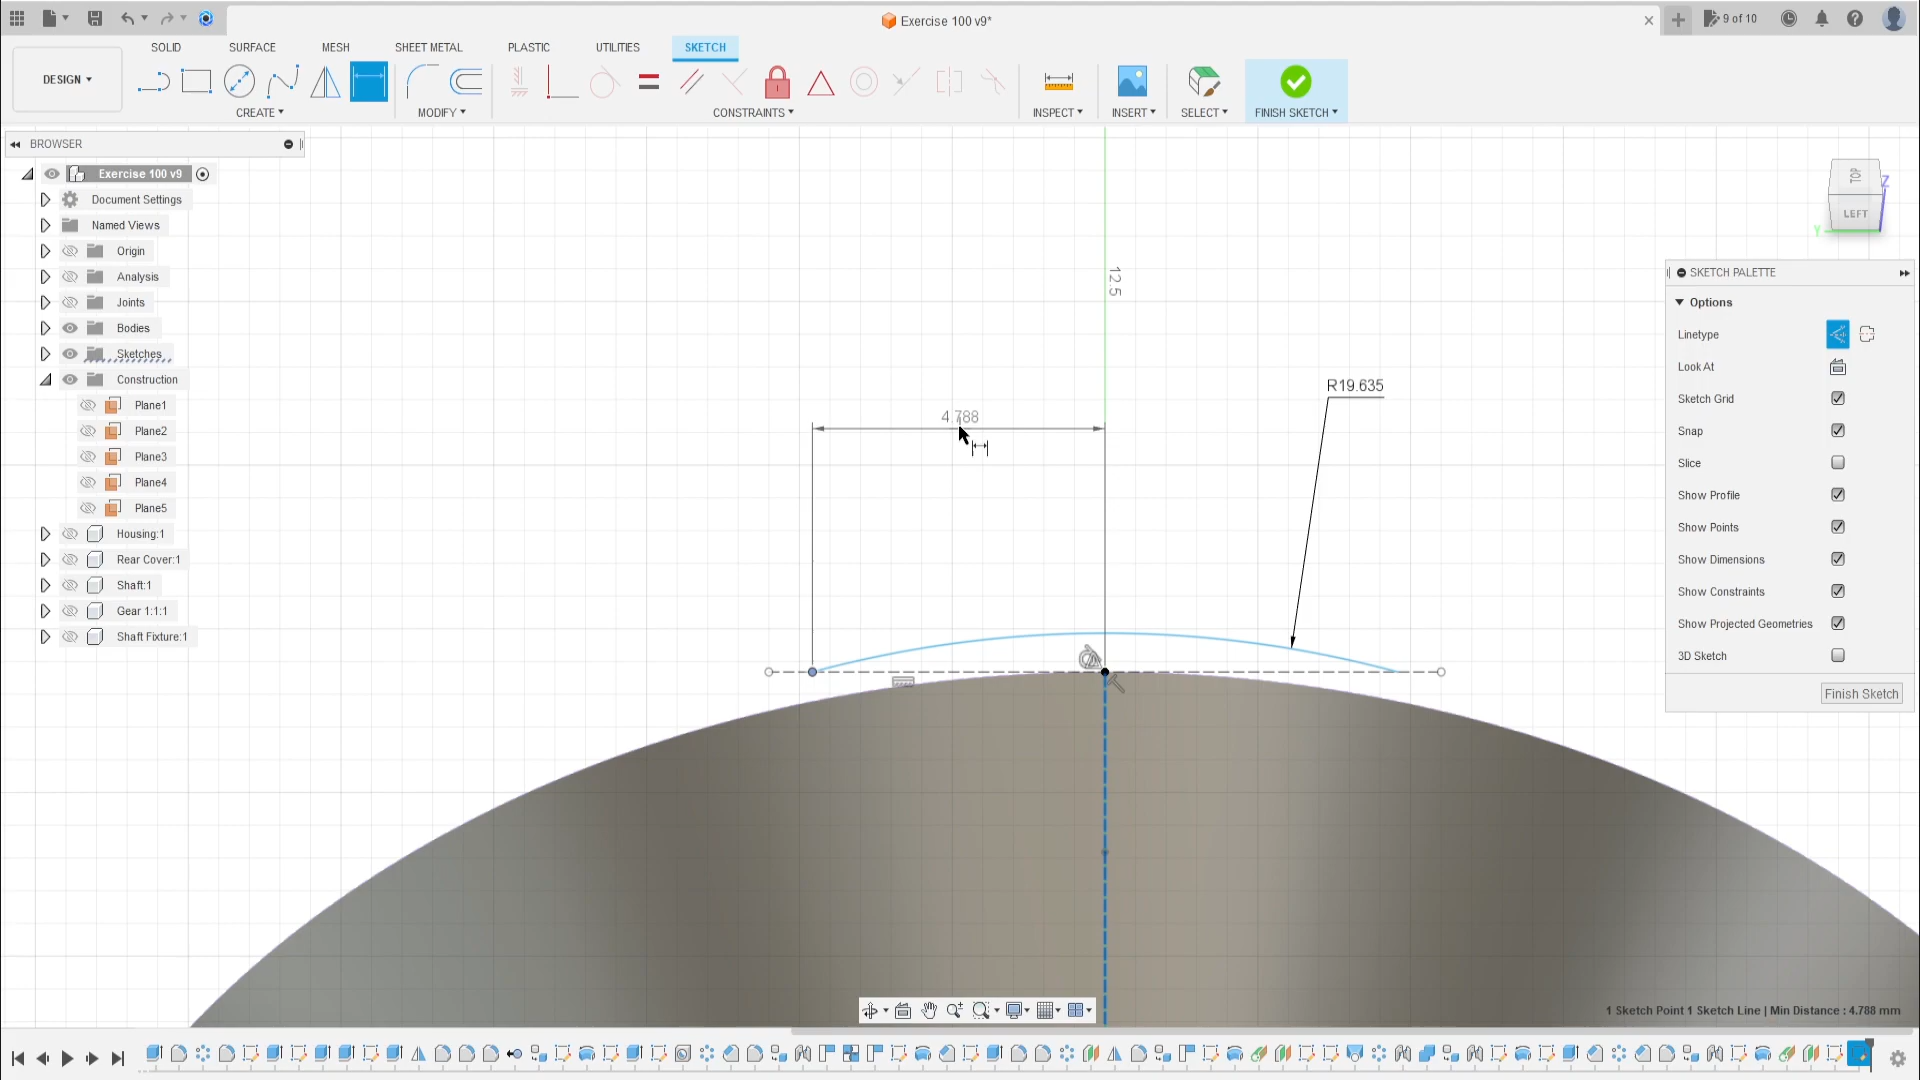 Exercise 100 v9*
9 of 10
DESIGN
SOLID
SURFACE
MESH
SHEET METAL
PLASTIC
UTILITIES
SKETCH
CREATE
MODIFY
CONSTRAINTS
INSPECT
INSERT
SELECT
FINISH SKETCH
BROWSER
Exercise 100 v9
Document Settings
Named Views
Origin
Analysis
Joints
Bodies
Sketches
Construction
Plane1
Plane2
Plane3
Plane4
Plane5
Housing:1
Rear Cover:1
Shaft:1
Gear 1:1:1
Shaft Fixture:1
12.5
4.788
R19.635
TOP
LEFT
Z
Y
SKETCH PALETTE
Options
Linetype
Look At
Sketch Grid
Snap
Slice
Show Profile
Show Points
Show Dimensions
Show Constraints
Show Projected Geometries
3D Sketch
Finish Sketch
1 Sketch Point 1 Sketch Line | Min Distance : 4.788 mm